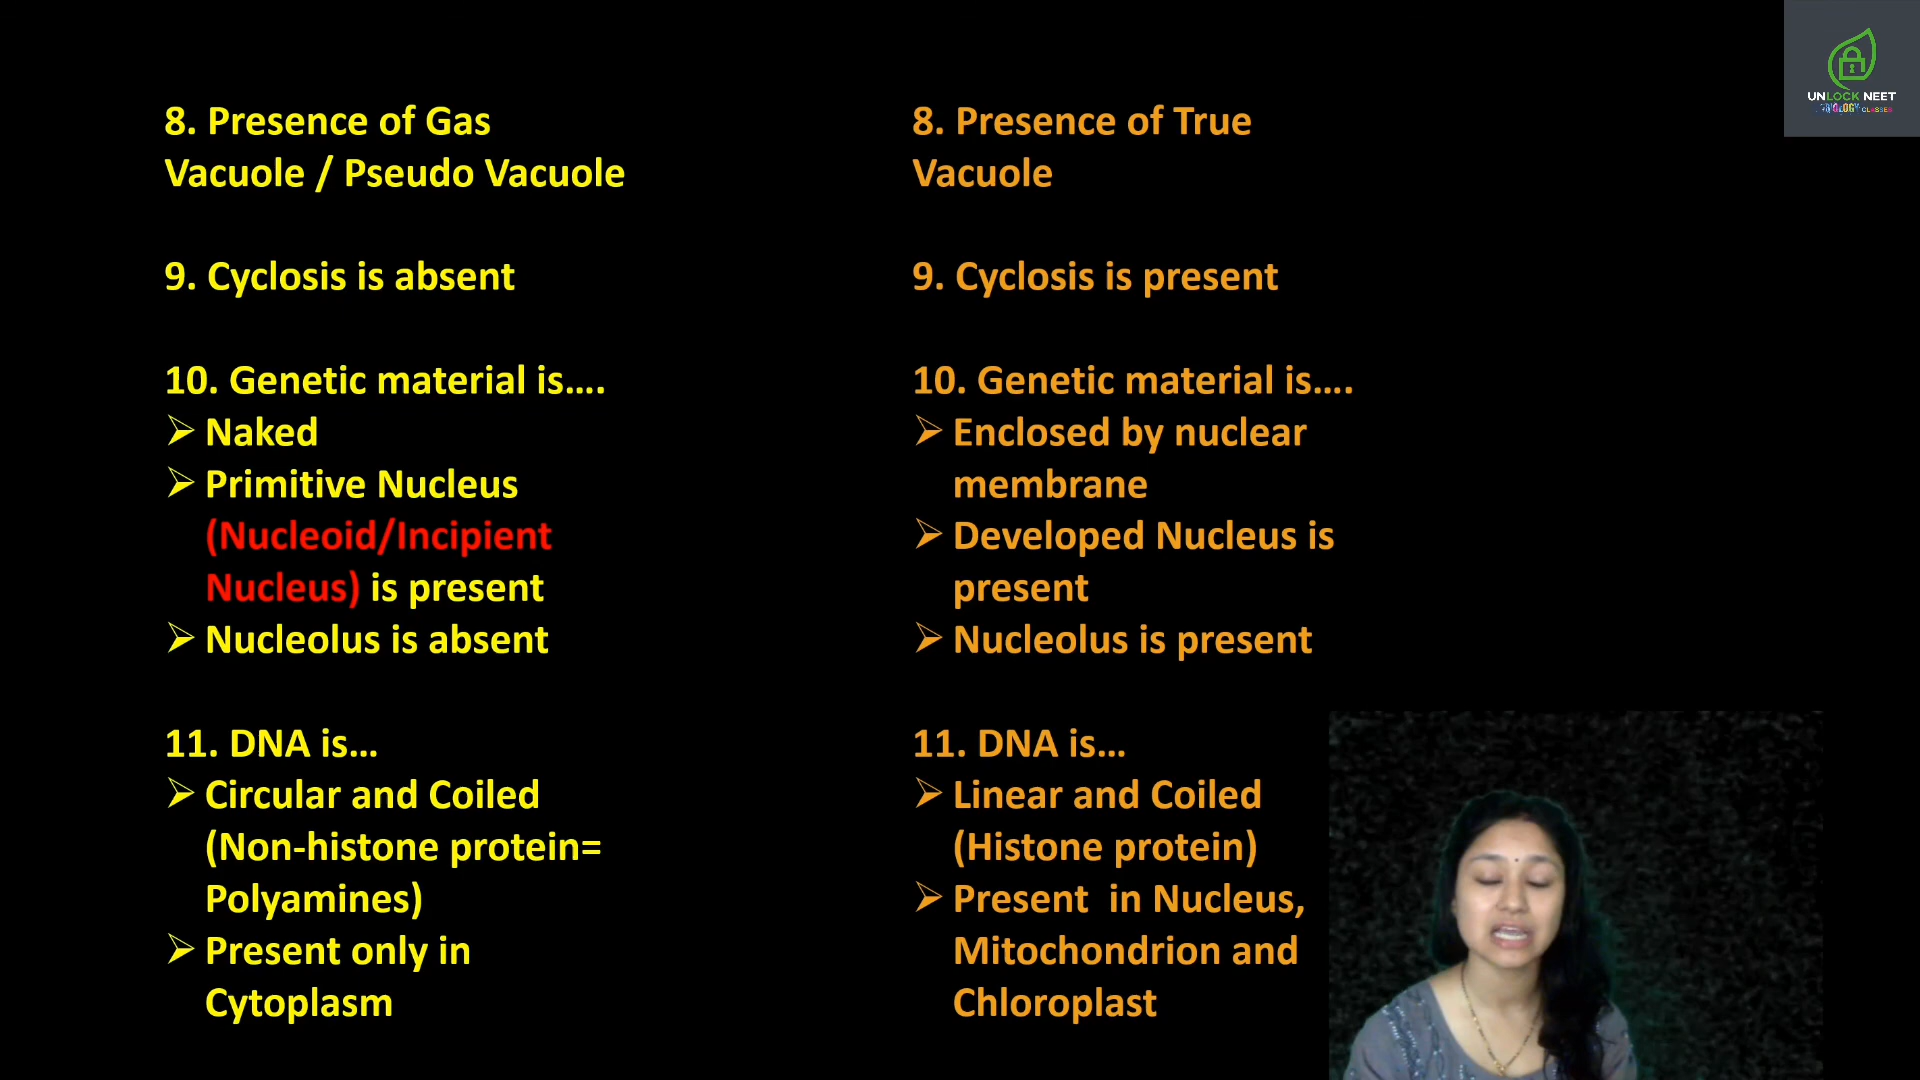 8. Presence of Gas
Vacuole / Pseudo Vacuole
9. Cyclosis is absent
10. Genetic material is....
Naked
Primitive Nucleus
(Nucleoid/Incipient
Nucleus) is present
Nucleolus is absent
11. DNA is...
Circular and Coiled
(Non-histone protein=
Polyamines)
Present only in
Cytoplasm
8. Presence of True
Vacuole
9. Cyclosis is present
10. Genetic material is....
Enclosed by nuclear
membrane
Developed Nucleus is
present
Nucleolus is present
11. DNA is...
Linear and Coiled
(Histone protein)
Present in Nucleus,
Mitochondrion and
Chloroplast
UNLOCK NEET
CLASSES